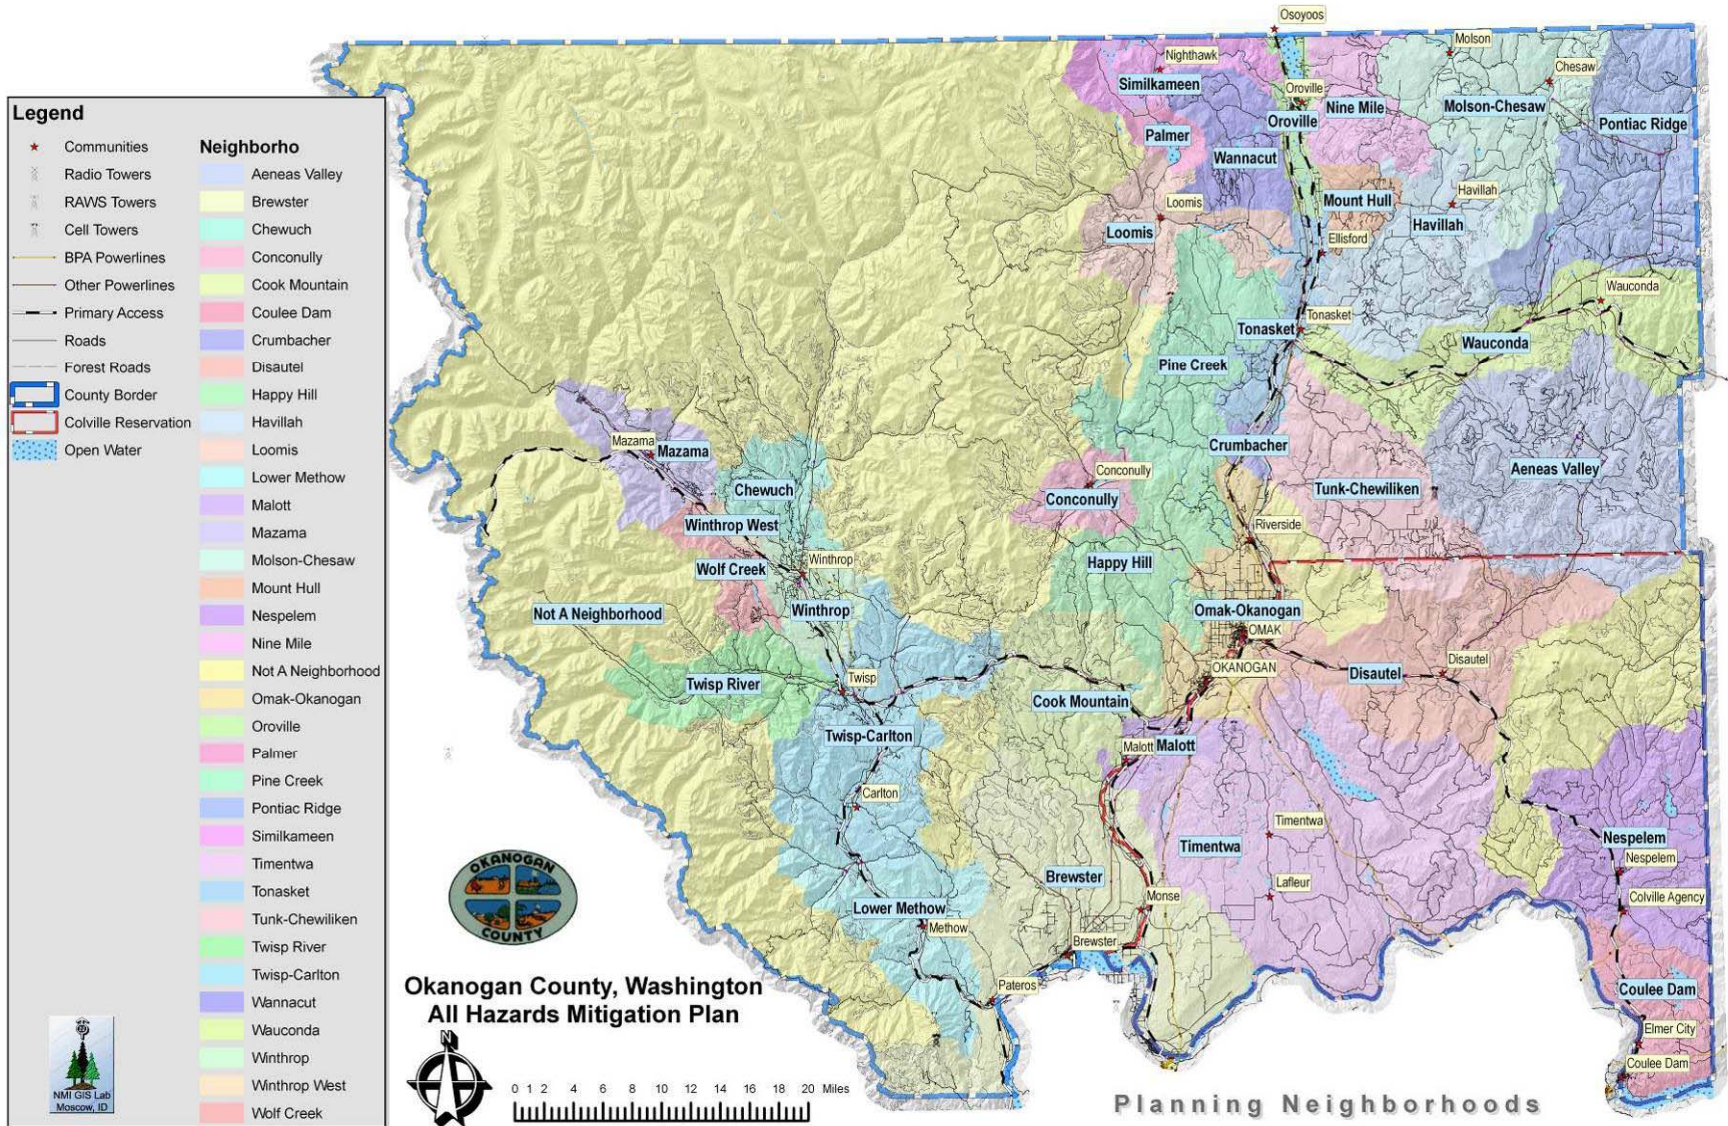 Legend
Communities
Radio Towers
RAWS Towers
Cell Towers
BPA Powerlines
Other Powerlines
Primary Access
Roads
Forest Roads
County Border
Colville Reservation
Open Water
Neighborho
Aeneas Valley
Brewster
Chewuch
Conconully
Cook Mountain
Coulee Dam
Crumbacher
Disautel
Happy Hill
Havillah
Loomis
Lower Methow
Malott
Mazama
Molson-Chesaw
Mount Hull
Nespelem
Nine Mile
Not A Neighborhood
Omak-Okanogan
Oroville
Palmer
Pine Creek
Pontiac Ridge
Similkameen
Timentwa
Tonasket
Tunk-Chewiliken
Twisp River
Twisp-Carlton
Wannacut
Wauconda
Winthrop
Winthrop West
Wolf Creek
NMI GIS Lab
Moscow, ID
Osoyoos
Molson
Nighthawk
Chesaw
Similkameen
Oroville
Nine Mile
Molson-Chesaw
Oroville
Pontiac Ridge
Palmer
Wannacut
Havillah
Mount Hull
Loomis
Havillah
Loomis
Ellisford
Wauconda
Tonasket
Tonasket
Wauconda
Pine Creek
Mazama
Mazama
Crumbacher
Conconully
Aeneas Valley
Chewuch
Conconully
Tunk-Chewiliken
Winthrop West
Riverside
Winthrop
Wolf Creek
Happy Hill
Not A Neighborhood
Winthrop
Omak-Okanogan
OMAK
Disautel
OKANOGAN
Disautel
Twisp
Twisp River
Cook Mountain
Twisp-Carlton
Malott
Malott
Carlton
Timentwa
Nespelem
Timentwa
Nespelem
Brewster
Lafleur
Monse
Colville Agency
Lower Methow
Methow
Brewster
Pateros
Coulee Dam
Elmer City
Coulee Dam
OKANOGAN
COUNTY
Okanogan County, Washington
All Hazards Mitigation Plan
N
0 1 2 4 6 8 10 12 14 16 18 20 Miles
Planning Neighborhoods